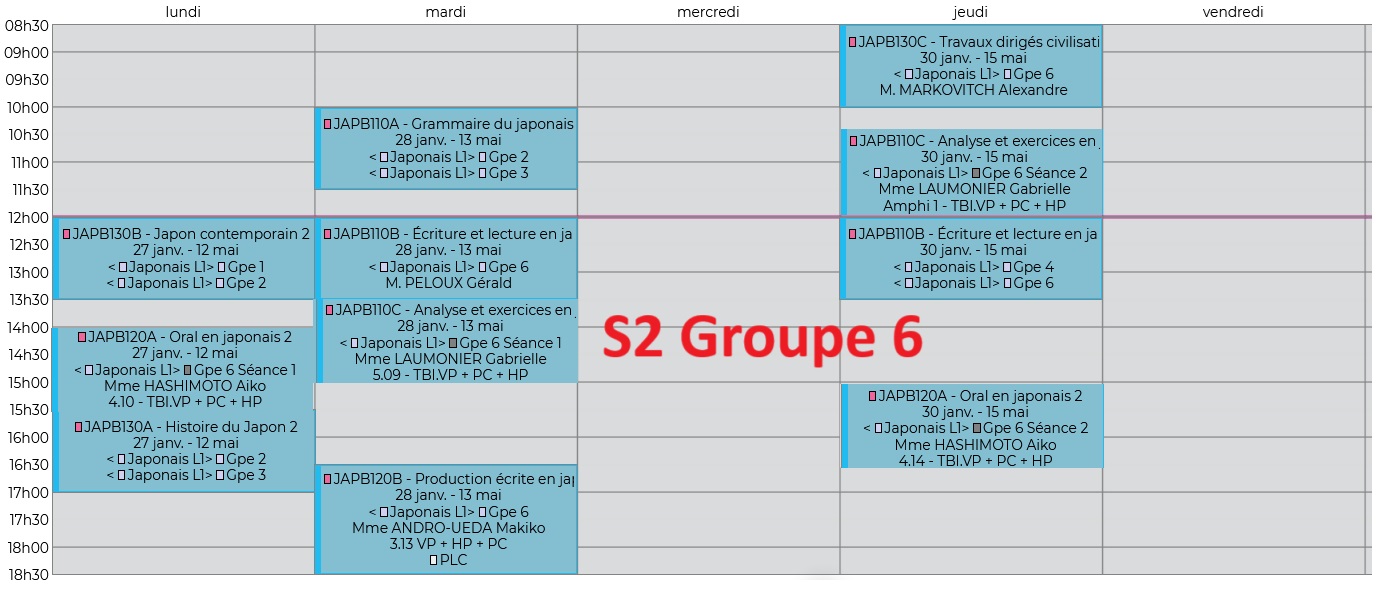 lundi mardi mercredi jeudi vendredi
08h30
09h00
09h30
10h00
10h30
11h00
11h30
12h00
12h30
13h00
13h30
14h00
14h30
15h00
15h30
16h00
16h30
17h00
17h30
18h00
18h30
JAPB130B - Japon contemporain 2
27 janv. - 12 mai
< Japonais L1> Gpe 1
< Japonais L1> Gpe 2
JAPB120A - Oral en japonais 2
27 janv. - 12 mai
< Japonais L1> Gpe 6 Séance 1
Mme HASHIMOTO Aiko
4.10 - TBI.VP + PC + HP
JAPB130A - Histoire du Japon 2
27 janv. - 12 mai
< Japonais L1> Gpe 2
< Japonais L1> Gpe 3
JAPB110A - Grammaire du japonais
28 janv. - 13 mai
< Japonais L1> Gpe 2
< Japonais L1> Gpe 3
JAPB110B - Écriture et lecture en ja
28 janv. - 13 mai
< Japonais L1> Gpe 6
M. PELOUX Gérald
JAPB110C - Analyse et exercices en
28 janv. - 13 mai
< Japonais L1> Gpe 6 Séance 1
Mme LAUMONIER Gabrielle
5.09 - TBI.VP + PC + HP
JAPB120B - Production écrite en jap
28 janv. - 13 mai
< Japonais L1> Gpe 6
Mme ANDRO-UEDA Makiko
3.13 VP + HP + PC
PLC
S2 Groupe 6
JAPB130C - Travaux dirigés civilisati
30 janv. - 15 mai
< Japonais L1> Gpe 6
M. MARKOVITCH Alexandre
JAPB110C - Analyse et exercices en
30 janv. - 15 mai
< Japonais L1> Gpe 6 Séance 2
Mme LAUMONIER Gabrielle
Amphi 1 - TBI.VP + PC + HP
JAPB110B - Écriture et lecture en ja
30 janv. - 15 mai
< Japonais L1> Gpe 4
< Japonais L1> Gpe 6
JAPB120A - Oral en japonais 2
30 janv. - 15 mai
< Japonais L1> Gpe 6 Séance 2
Mme HASHIMOTO Aiko
4.14 - TBI.VP + PC + HP